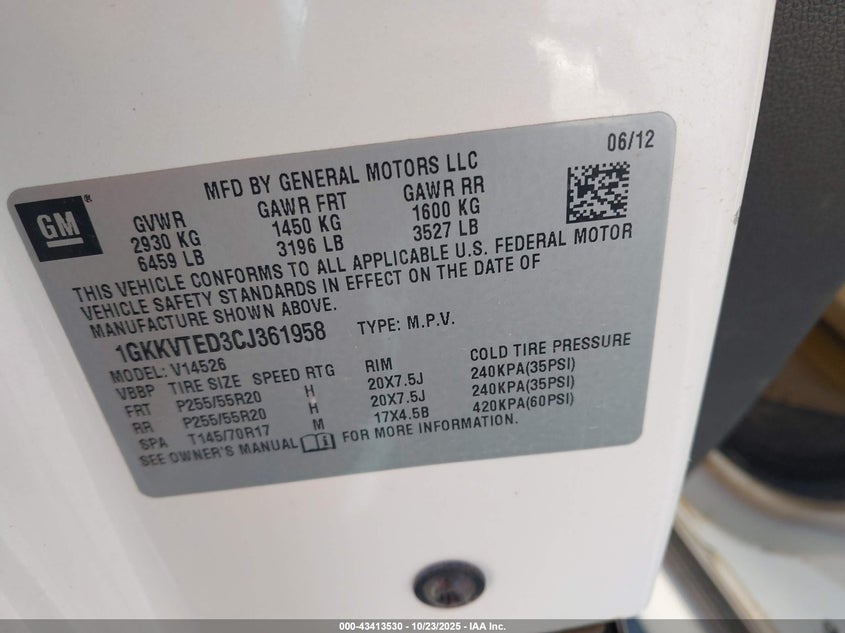 06/12
MFD BY GENERAL MOTORS LLC
GM®
GVWR GAWR FRT GAWR RR
2930 KG 1450 KG 1600 KG
6459 LB 3196 LB 3527 LB
THIS VEHICLE CONFORMS TO ALL APPLICABLE U.S. FEDERAL MOTOR
VEHICLE SAFETY STANDARDS IN EFFECT ON THE DATE OF
MANUFACTURE SHOWN ABOVE.
1GKKVTED3CJ361958 TYPE: M.P.V.
MODEL: V14526
VBBP TIRE SIZE SPEED RTG RIM COLD TIRE PRESSURE
FRT P255/55R20 H 20X7.5J 240KPA(35PSI)
RR P255/55R20 H 20X7.5J 240KPA(35PSI)
SPA T145/70R17 M 17X4.5B 420KPA(60PSI)
SEE OWNER'S MANUAL FOR MORE INFORMATION.
000-43413530 - 10/23/2025 - IAA Inc.